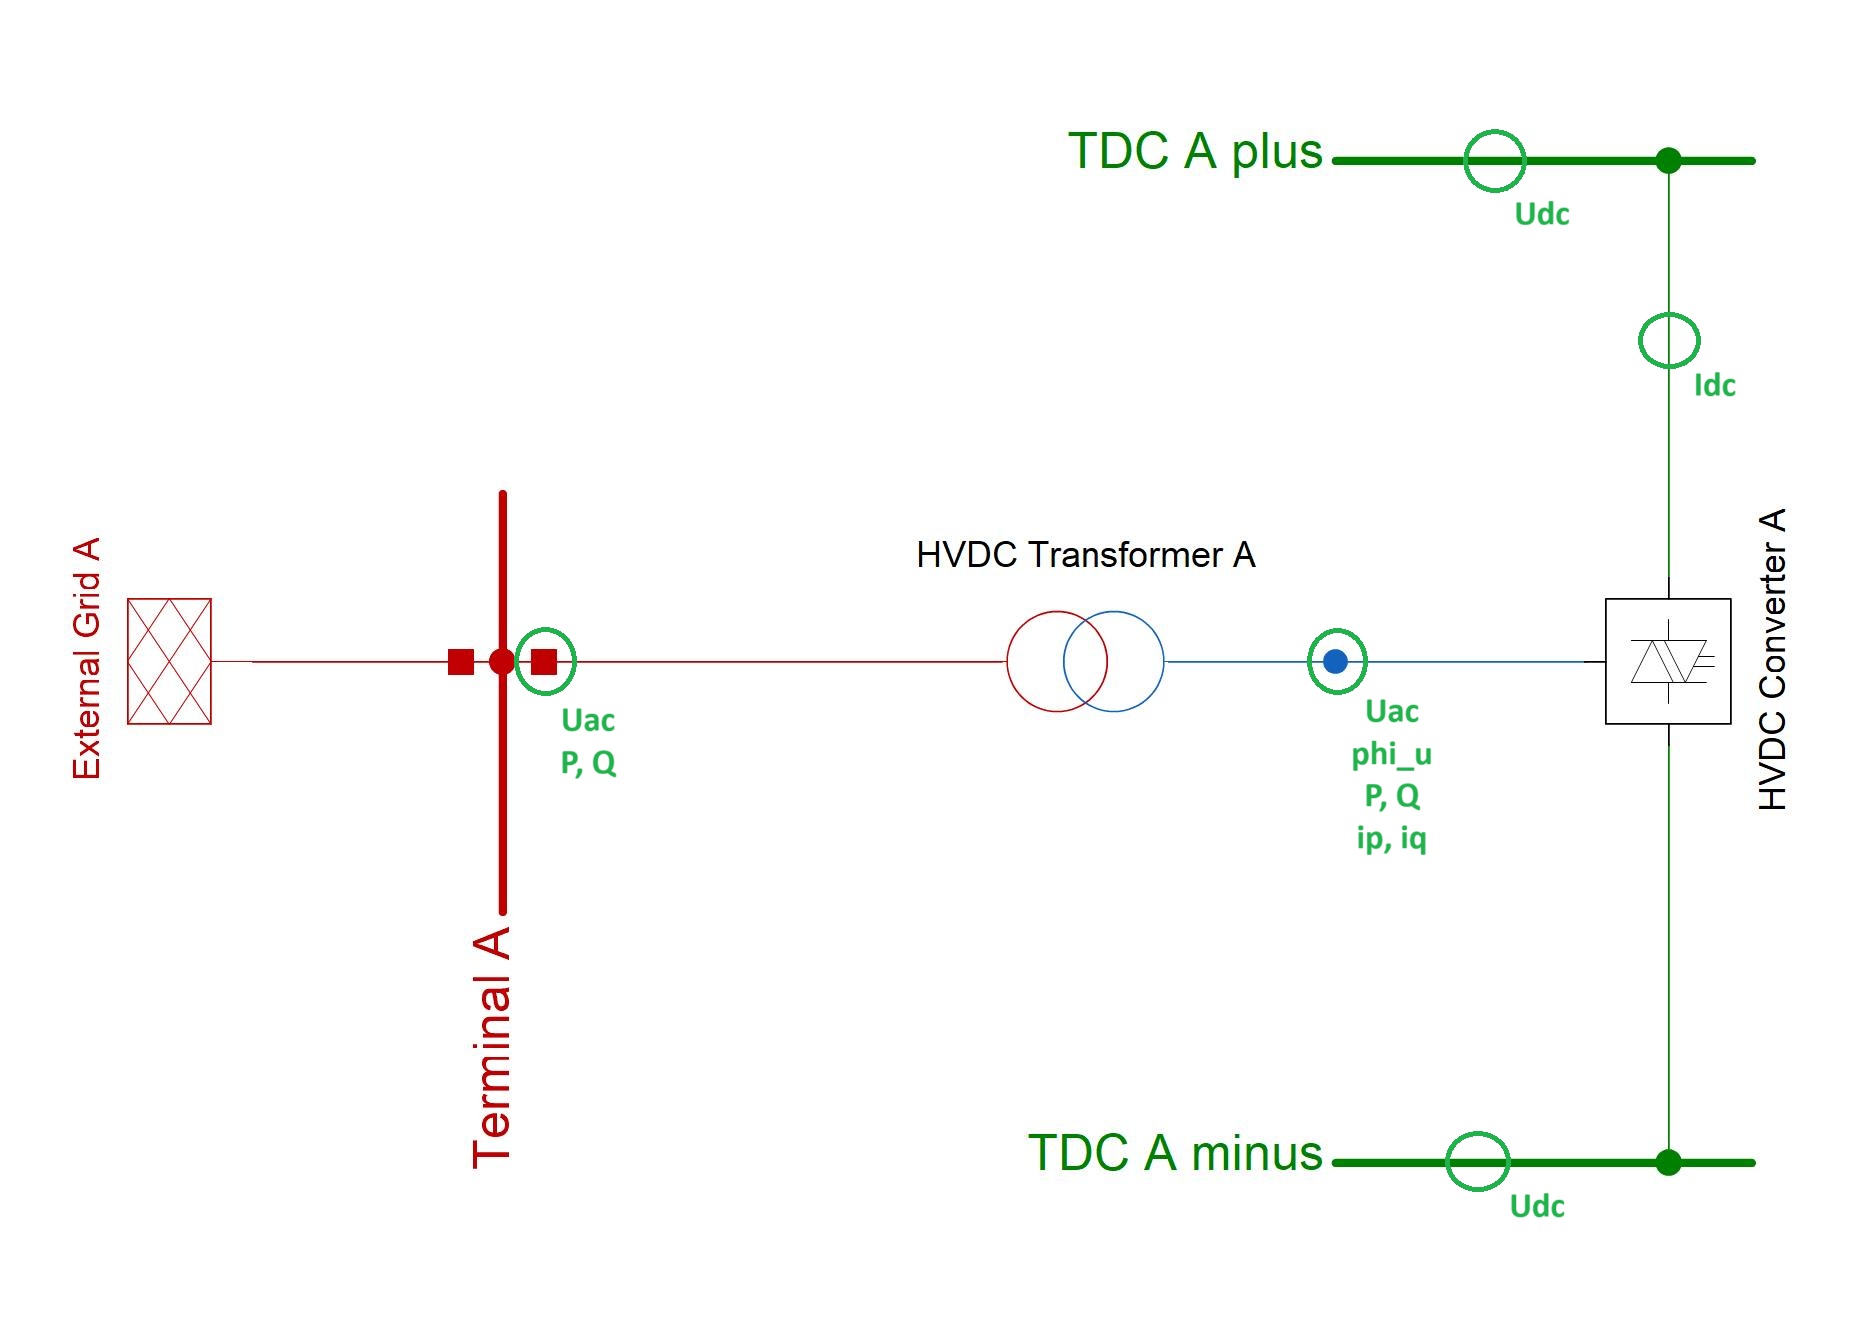 TDC A plus
Udc
Idc
HVDC Transformer A
External Grid A
HVDC Converter A
Uac
P, Q
Uac
phi_u
P, Q
ip, iq
Terminal A
TDC A minus
Udc